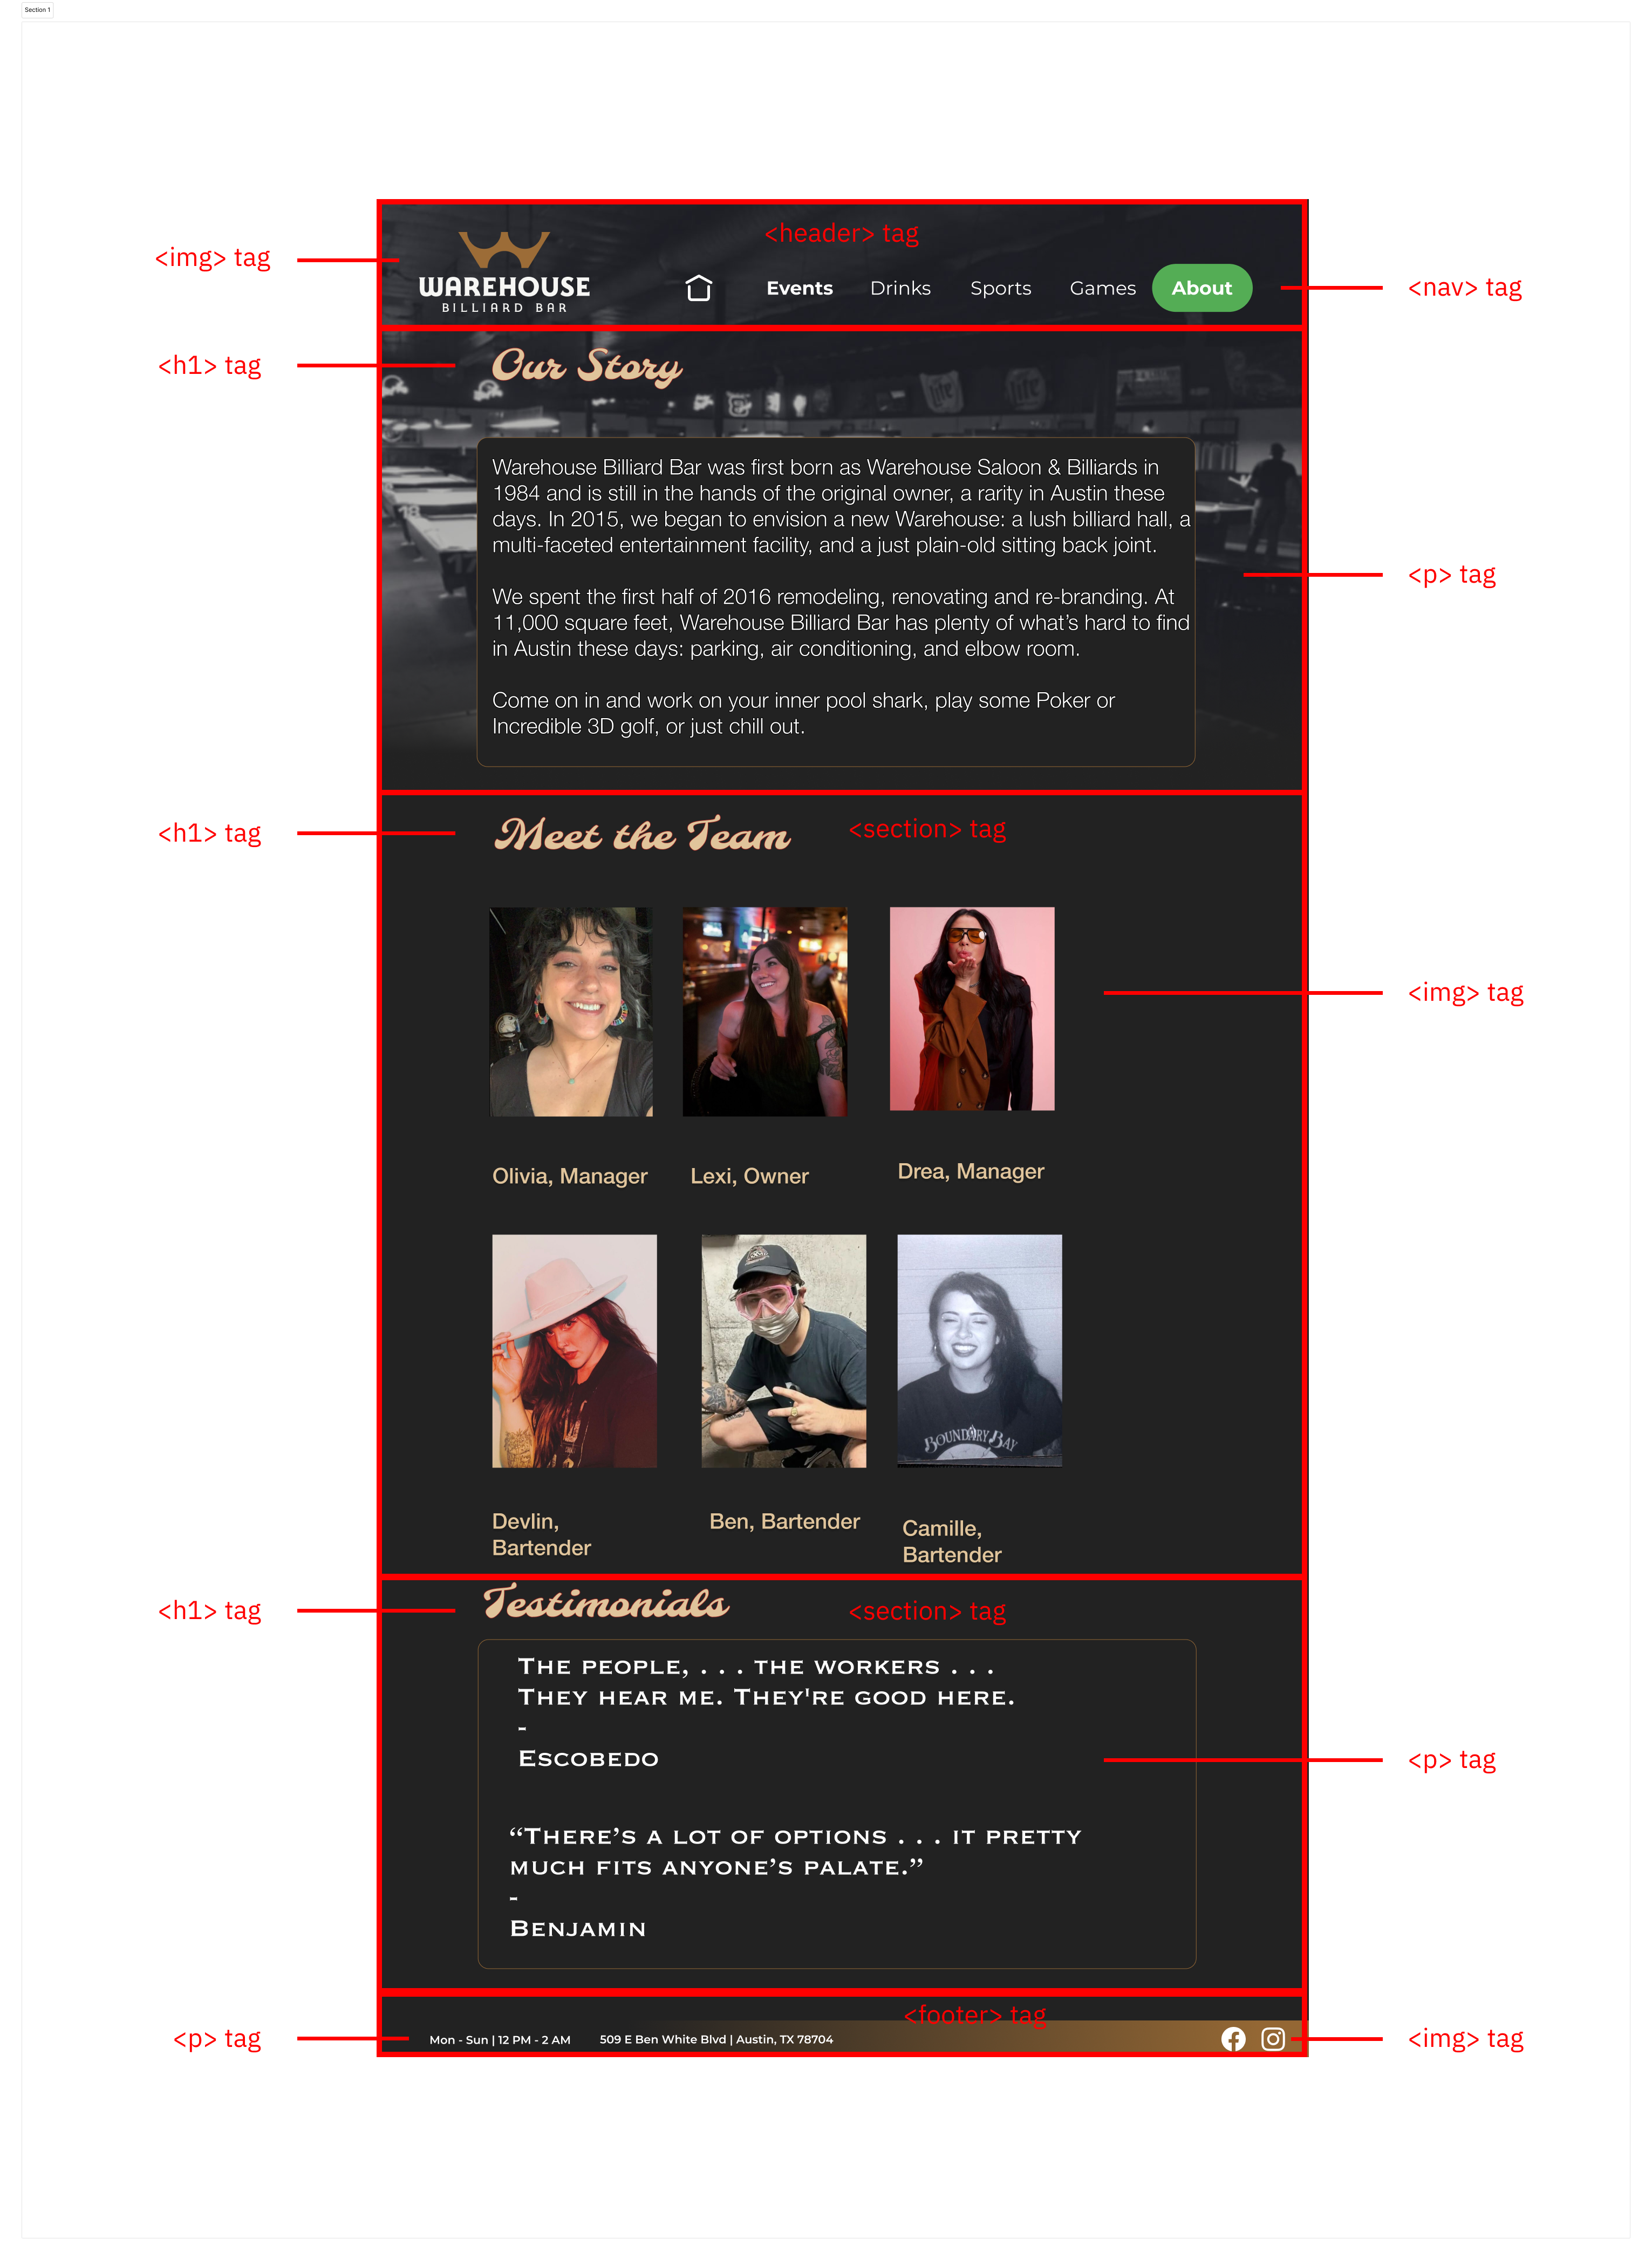 Section 1
<header> tag
<img> tag
WAREHOUSE
BILLIARD BAR
Events Drinks Sports Games About
<nav> tag
<h1> tag
Our Story
Warehouse Billiard Bar was first born as Warehouse Saloon & Billiards in
1984 and is still in the hands of the original owner, a rarity in Austin these
days. In 2015, we began to envision a new Warehouse: a lush billiard hall, a
multi-faceted entertainment facility, and a just plain-old sitting back joint.
We spent the first half of 2016 remodeling, renovating and re-branding. At
11,000 square feet, Warehouse Billiard Bar has plenty of what's hard to find
in Austin these days: parking, air conditioning, and elbow room.
Come on in and work on your inner pool shark, play some Poker or
Incredible 3D golf, or just chill out.
<p> tag
<h1> tag
Meet the Team
<section> tag
<img> tag
Olivia, Manager
Lexi, Owner
Drea, Manager
BOUNDARY BAY
Devlin,
Bartender
Ben, Bartender
Camille,
Bartender
<h1> tag
Testimonials
<section> tag
The people, . . . the workers . . .
They hear me. They're good here.
-
Escobedo
<p> tag
“There’s a lot of options . . . it pretty
much fits anyone’s palate.”
-
Benjamin
<footer> tag
<p> tag
Mon - Sun | 12 PM - 2 AM
509 E Ben White Blvd | Austin, TX 78704
<img> tag